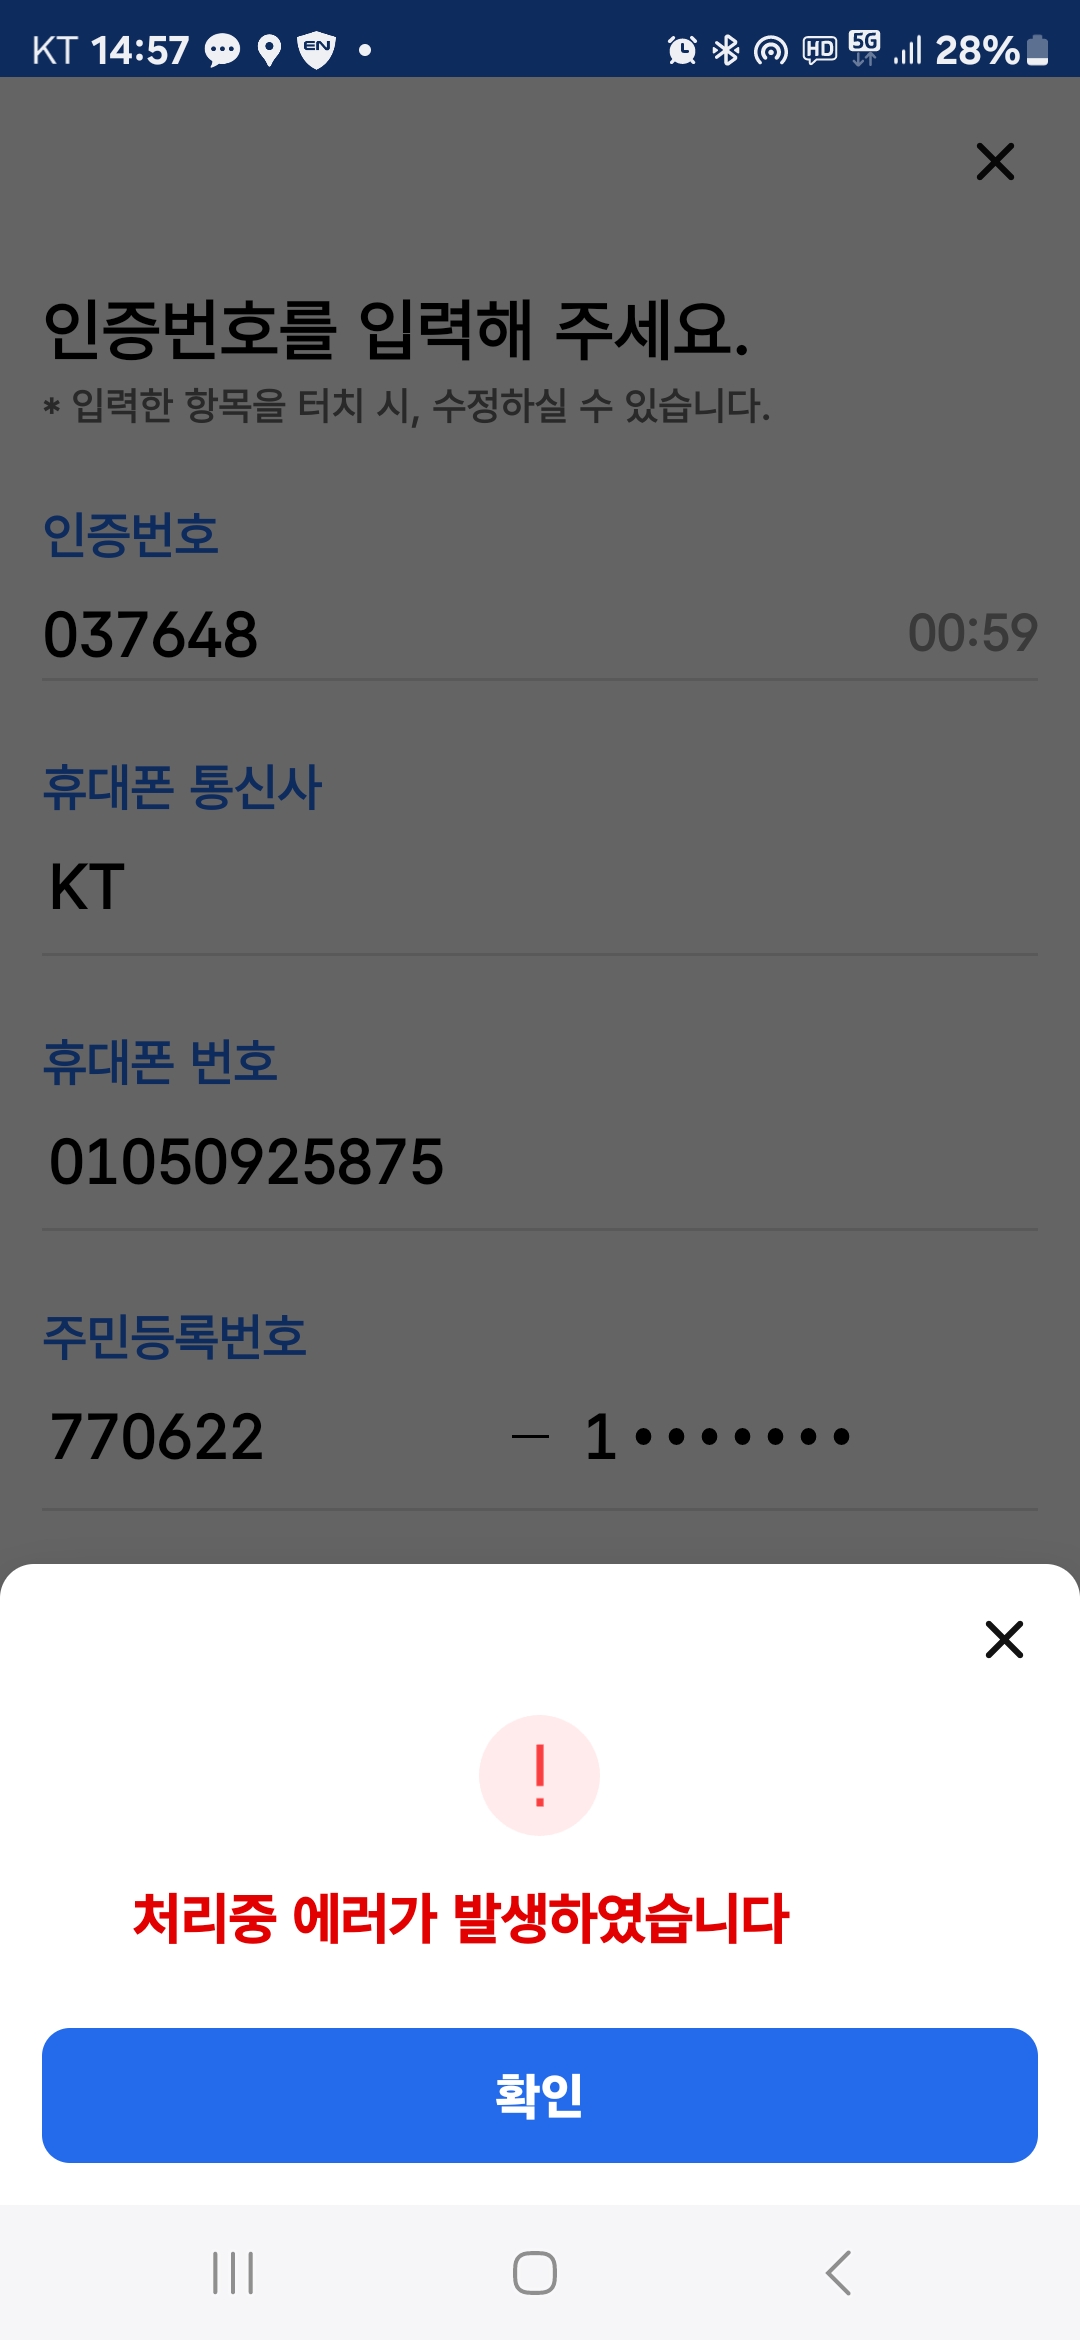 KT 14:57 EN HD 5G 28%
인증번호를 입력해 주세요.
* 입력한 항목을 터치 시, 수정하실 수 있습니다.
인증번호
037648 00:59
휴대폰 통신사
KT
휴대폰 번호
01050925875
주민등록번호
770622 — 1•••••••
처리중 에러가 발생하였습니다
확인